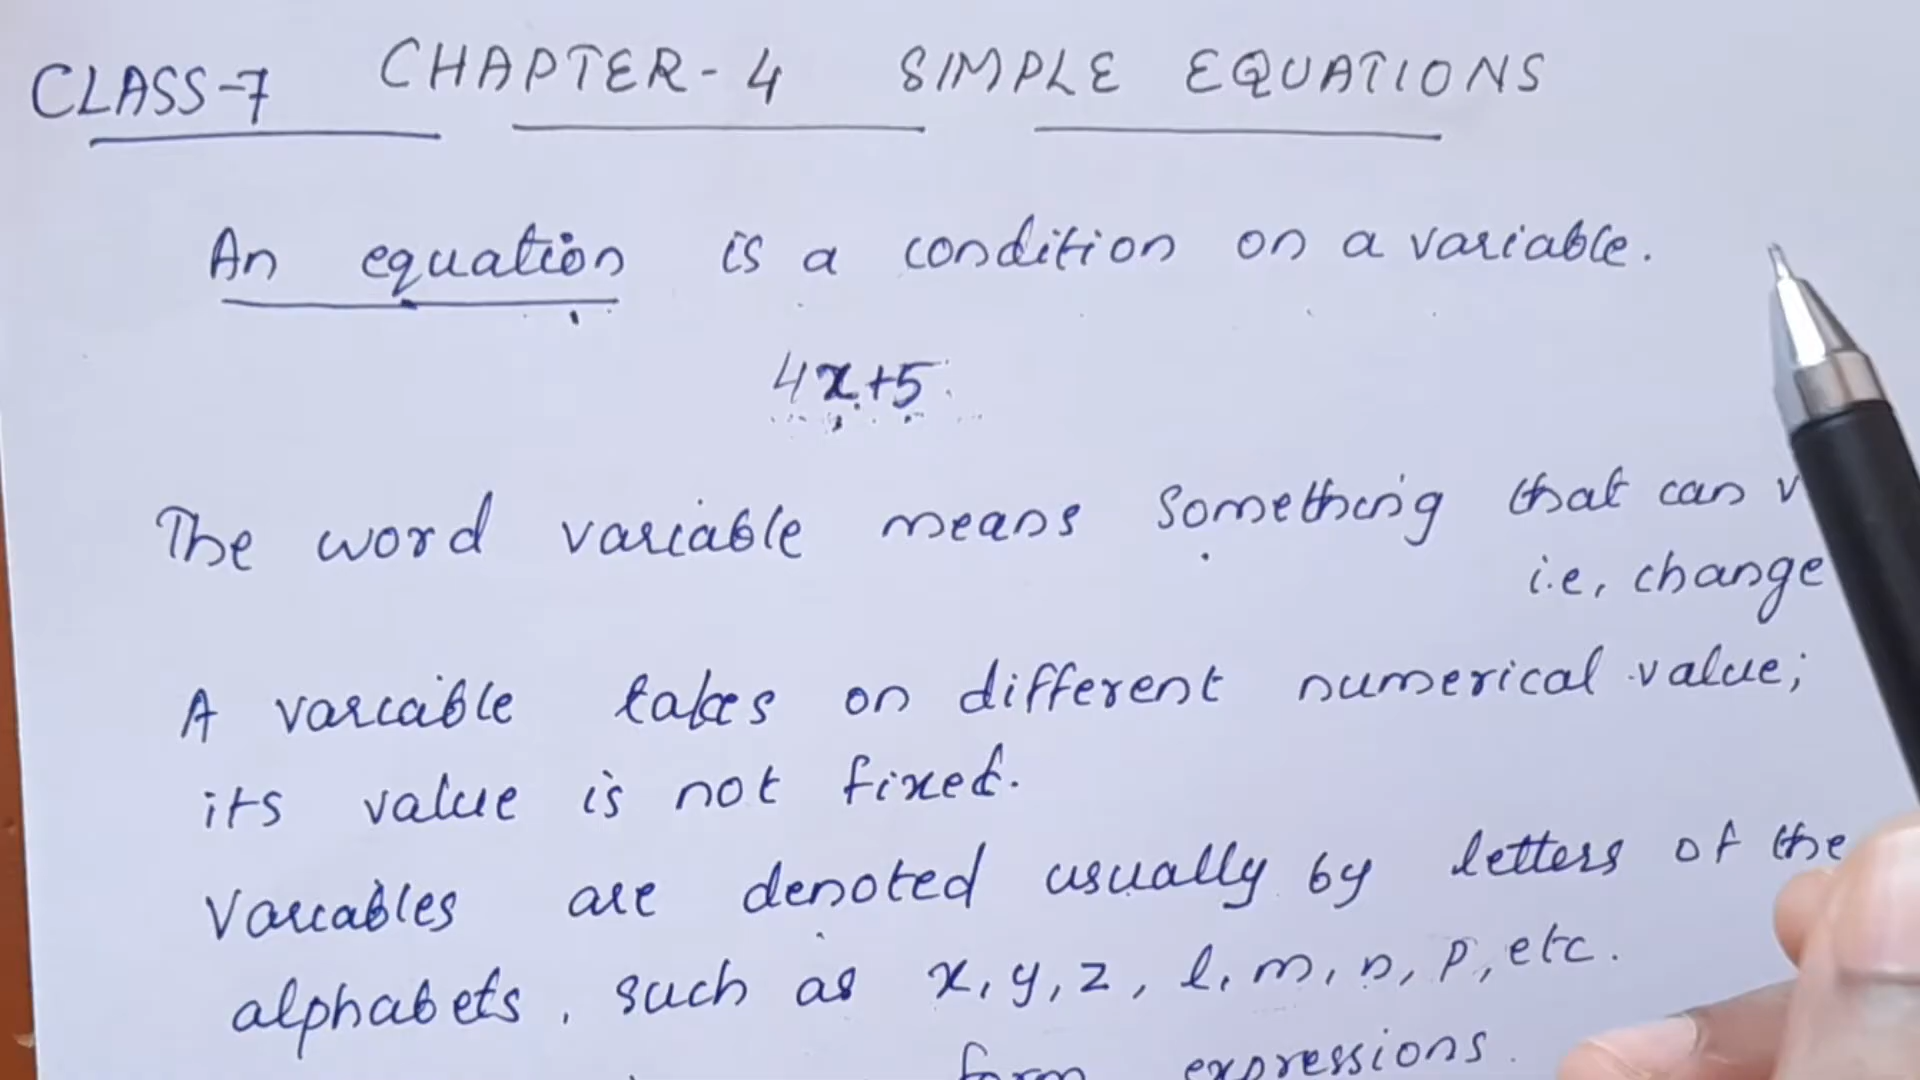 CLASS-7 CHAPTER-4 SIMPLE EQUATIONS
An equation is a condition on a variable.
4x+5
The word variable means something that can
i.e, change
A variable takes on different numerical value;
its value is not fixed.
Variables are denoted usually by letters of the
alphabets, such as x, y, z, l, m, n, p, etc.
form expressions.